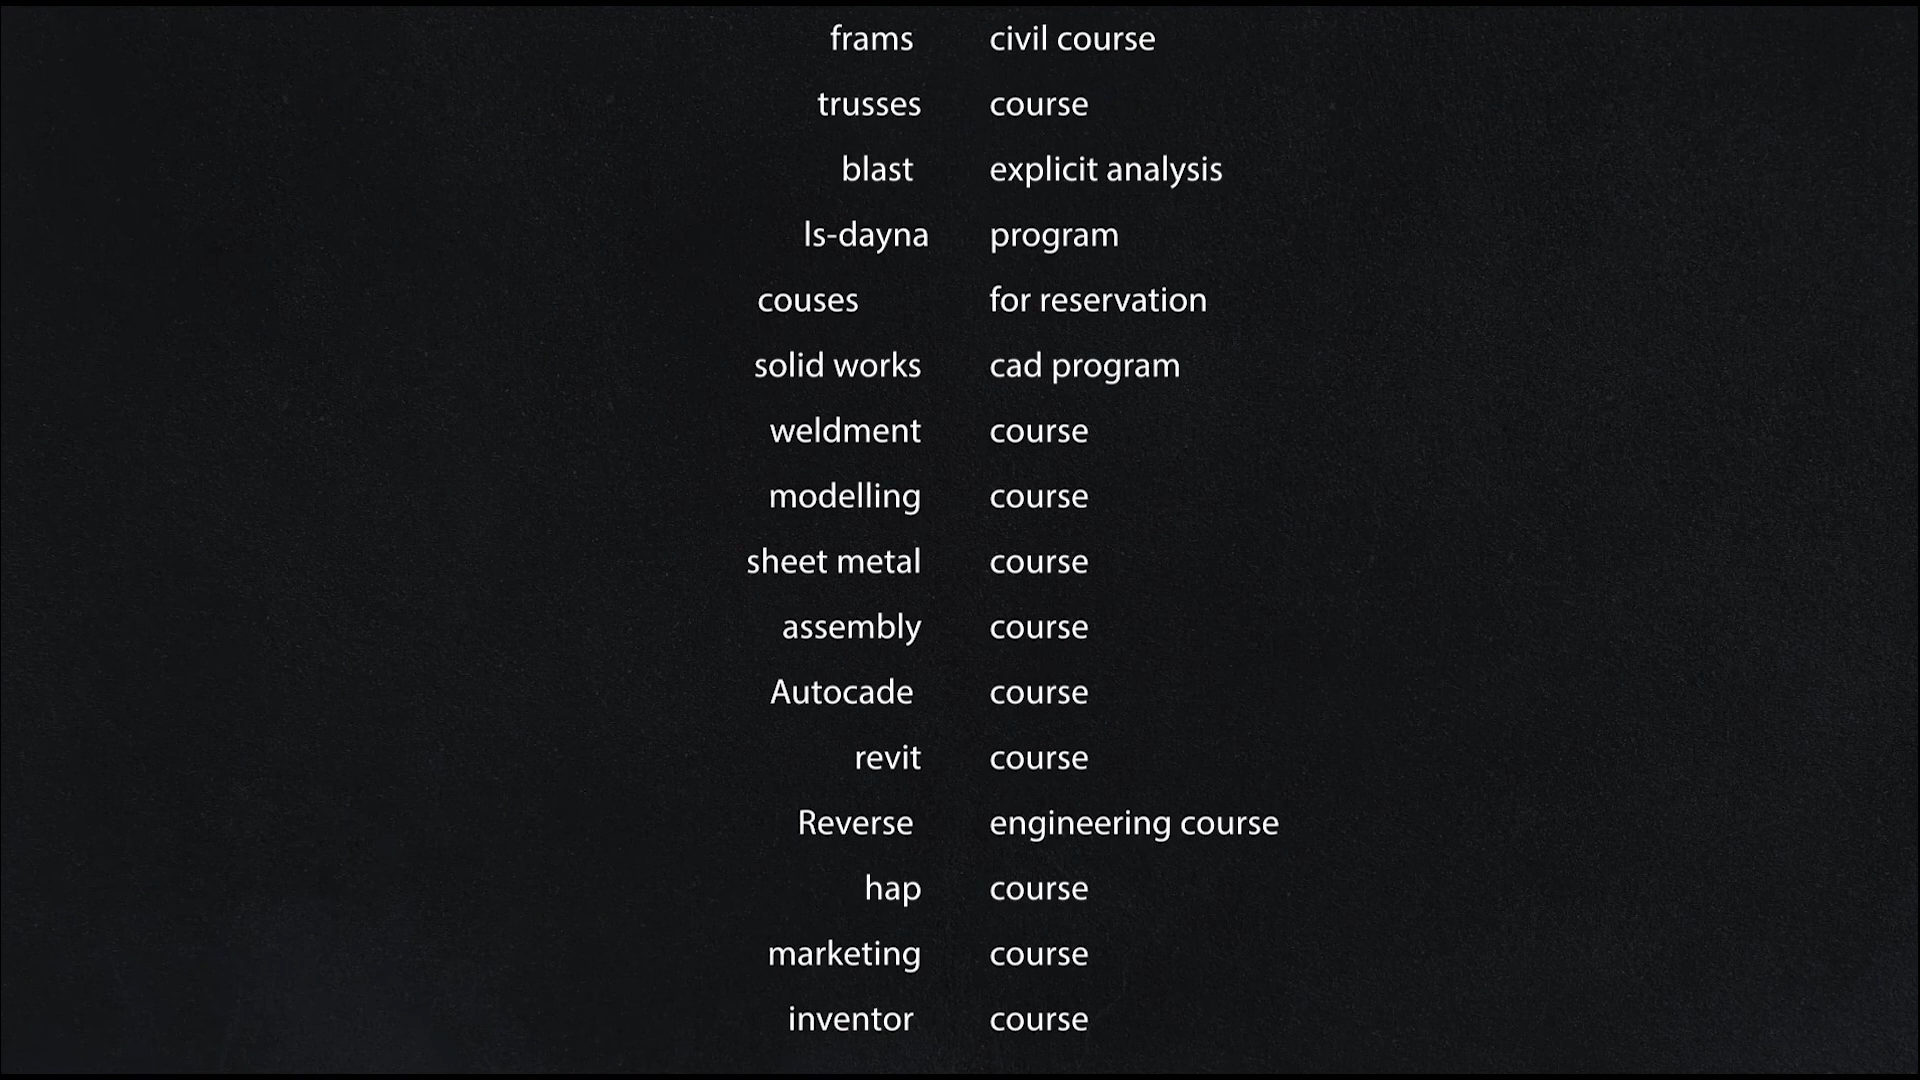 frams civil course
trusses course
blast explicit analysis
ls-dayna program
couses for reservation
solid works cad program
weldment course
modelling course
sheet metal course
assembly course
Autocade course
revit course
Reverse engineering course
hap course
marketing course
inventor course